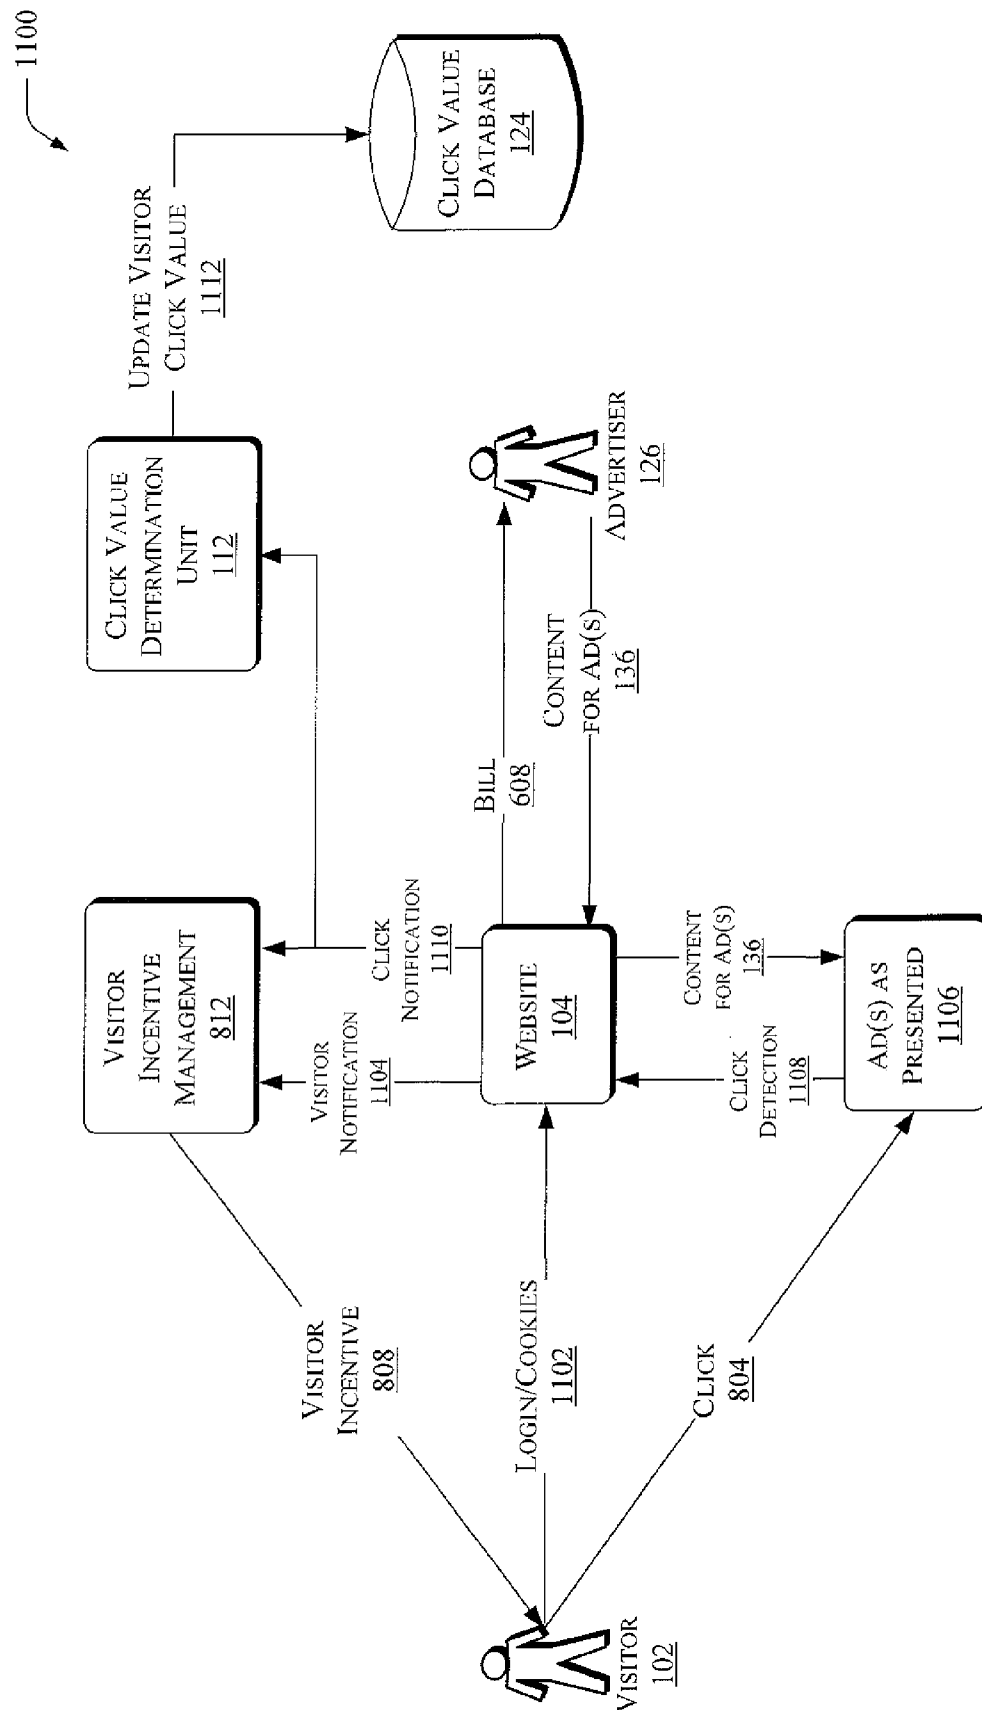 1100
VISITOR
INCENTIVE
MANAGEMENT
812
CLICK VALUE
DETERMINATION
UNIT
112
UPDATE VISITOR
CLICK VALUE
1112
CLICK VALUE
DATABASE
124
VISITOR
INCENTIVE
808
VISITOR
NOTIFICATION
1104
CLICK
NOTIFICATION
1110
BILL
608
LOGIN/COOKIES
1102
WEBSITE
104
CONTENT
FOR AD(S)
136
ADVERTISER
126
VISITOR
102
CLICK
804
CLICK
DETECTION
1108
CONTENT
FOR AD(S)
136
AD(S) AS
PRESENTED
1106